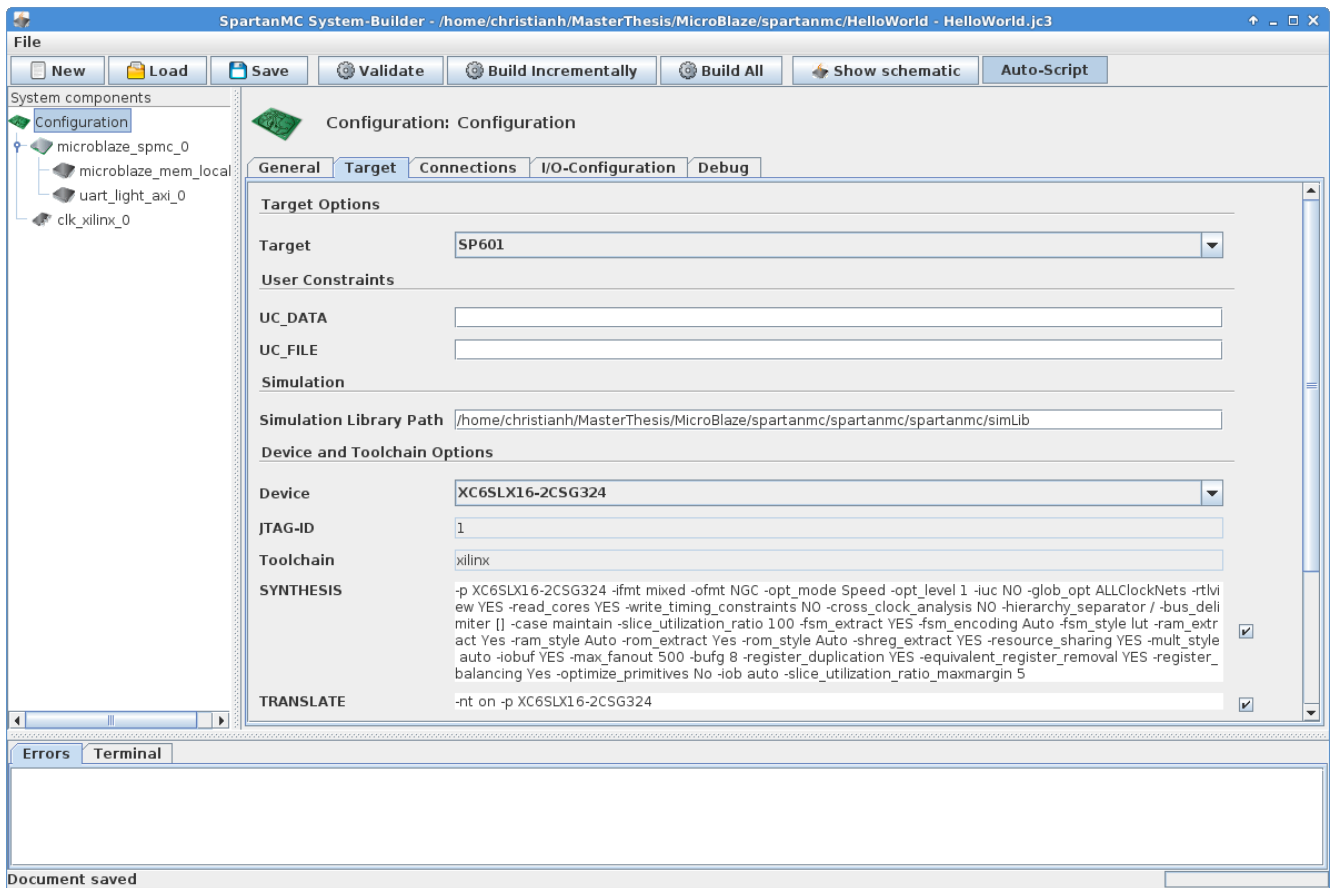 SpartanMC System-Builder - /home/christianh/MasterThesis/MicroBlaze/spartanmc/HelloWorld - HelloWorld.jc3
File
New Load Save Validate Build Incrementally Build All Show schematic Auto-Script
System components
Configuration
microblaze_spmc_0
microblaze_mem_local
uart_light_axi_0
clk_xilinx_0
Configuration: Configuration
General Target Connections I/O-Configuration Debug
Target Options
Target SP601
User Constraints
UC_DATA
UC_FILE
Simulation
Simulation Library Path /home/christianh/MasterThesis/MicroBlaze/spartanmc/spartanmc/spartanmc/simLib
Device and Toolchain Options
Device XC6SLX16-2CSG324
JTAG-ID 1
Toolchain xilinx
SYNTHESIS -p XC6SLX16-2CSG324 -ifmt mixed -ofmt NGC -opt_mode Speed -opt_level 1 -iuc NO -glob_opt ALLClockNets -rtlvi
ew YES -read_cores YES -write_timing_constraints NO -cross_clock_analysis NO -hierarchy_separator / -bus_deli
miter [] -case maintain -slice_utilization_ratio 100 -fsm_extract YES -fsm_encoding Auto -fsm_style lut -ram_extr
act Yes -ram_style Auto -rom_extract Yes -rom_style Auto -shreg_extract YES -resource_sharing YES -mult_style
auto -iobuf YES -max_fanout 500 -bufg 8 -register_duplication YES -equivalent_register_removal YES -register_
balancing Yes -optimize_primitives No -iob auto -slice_utilization_ratio_maxmargin 5
TRANSLATE -nt on -p XC6SLX16-2CSG324
Errors Terminal
Document saved